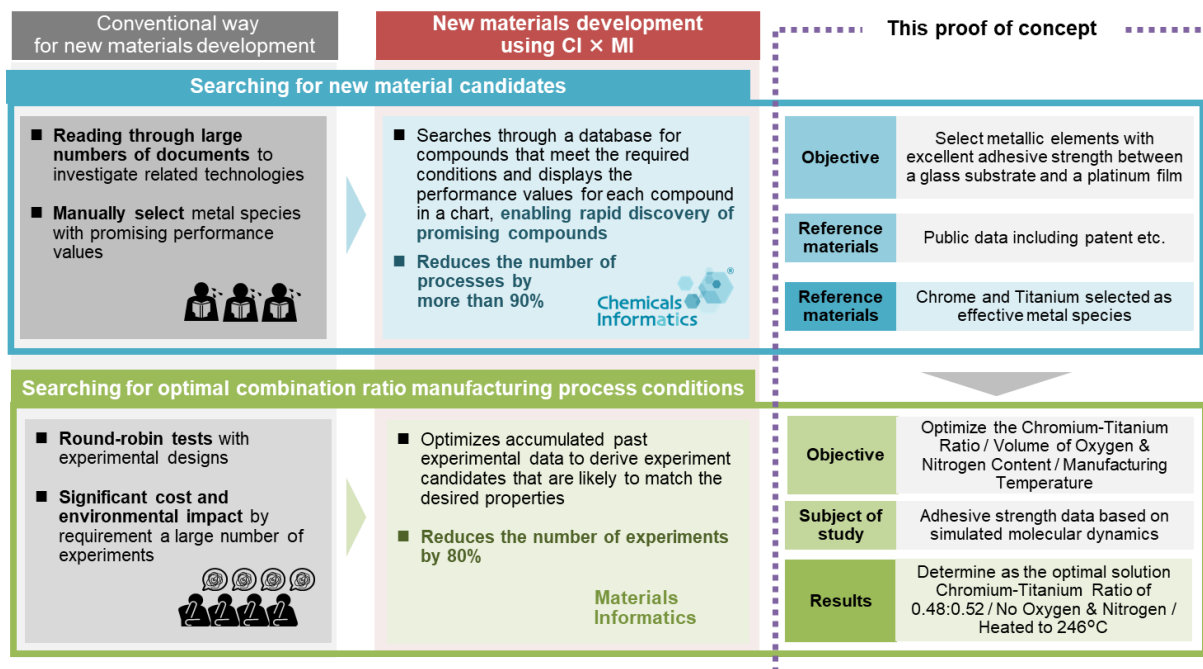 Conventional way
for new materials development
New materials development
using CI × MI
This proof of concept
Searching for new material candidates
■ Reading through large
numbers of documents to
investigate related technologies
■ Manually select metal species
with promising performance
values
■ Searches through a database for
compounds that meet the required
conditions and displays the
performance values for each compound
in a chart, enabling rapid discovery of
promising compounds
■ Reduces the number of
processes by
more than 90%
®
Chemicals
Informatics
Objective
Select metallic elements with
excellent adhesive strength between
a glass substrate and a platinum film
Reference
materials
Public data including patent etc.
Reference
materials
Chrome and Titanium selected as
effective metal species
Searching for optimal combination ratio manufacturing process conditions
■ Round-robin tests with
experimental designs
■ Significant cost and
environmental impact by
requirement a large number of
experiments
■ Optimizes accumulated past
experimental data to derive experiment
candidates that are likely to match the
desired properties
■ Reduces the number of experiments
by 80%
Materials
Informatics
Objective
Optimize the Chromium-Titanium
Ratio / Volume of Oxygen &
Nitrogen Content / Manufacturing
Temperature
Subject of
study
Adhesive strength data based on
simulated molecular dynamics
Results
Determine as the optimal solution
Chromium-Titanium Ratio of
0.48:0.52 / No Oxygen & Nitrogen /
Heated to 246°C